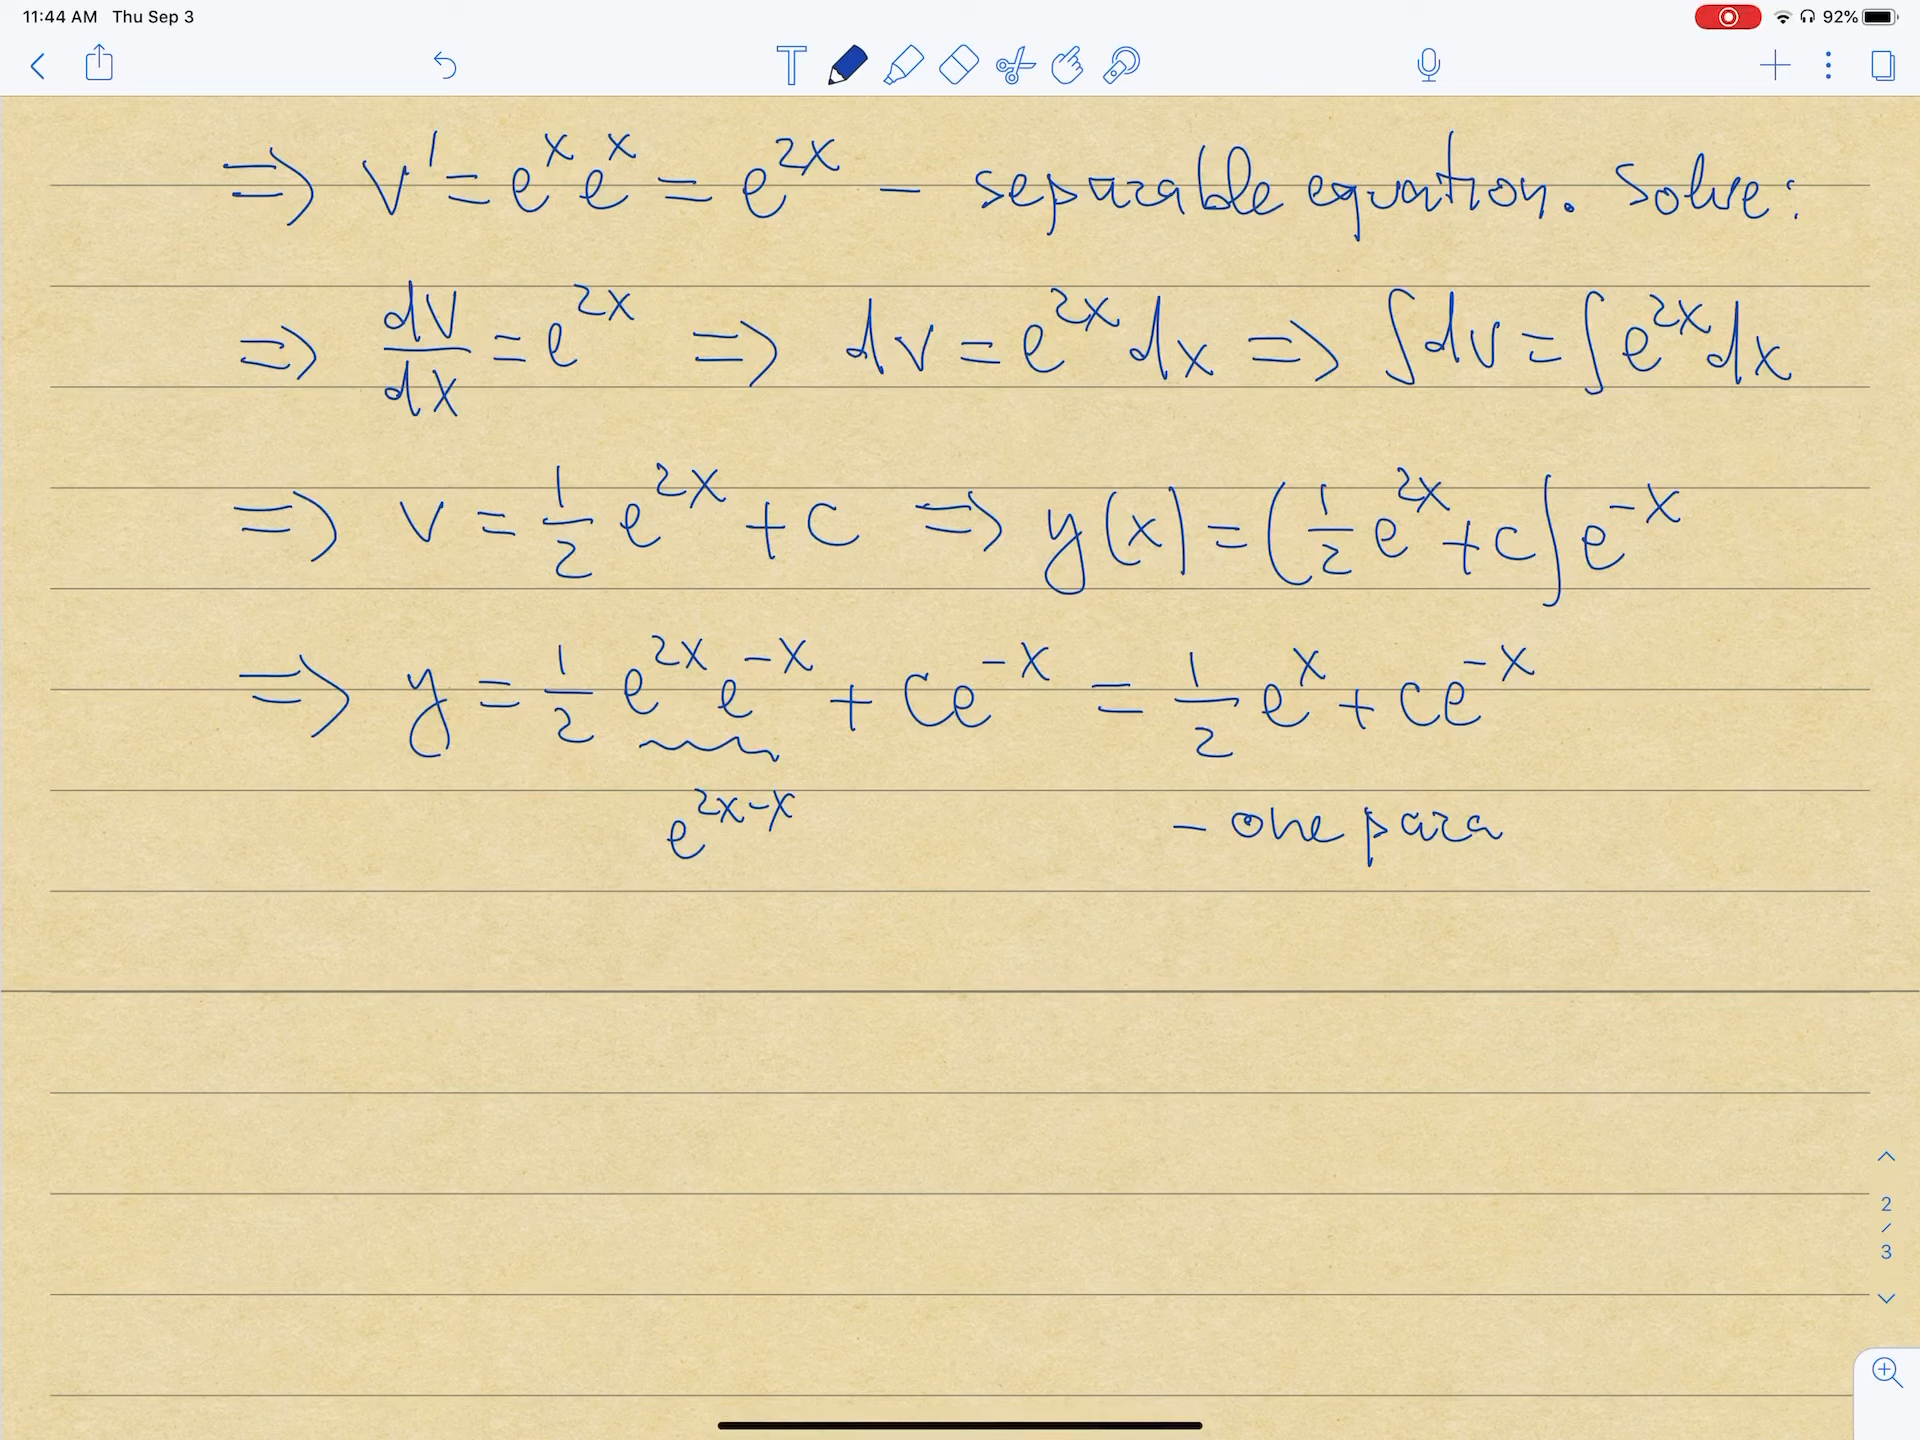 11:44 AM Thu Sep 3 92%
T
⇒ v' = e^x e^x = e^{2x} – separable equation. Solve:
⇒ dv/dx = e^{2x} ⇒ dv = e^{2x} dx ⇒ ∫dv = ∫e^{2x} dx
⇒ v = 1/2 e^{2x} + c ⇒ y(x) = (1/2 e^{2x} + c) e^{-x}
⇒ y = 1/2 e^{2x} e^{-x} + Ce^{-x} = 1/2 e^x + Ce^{-x}
e^{2x-x} – one para
2
/
3